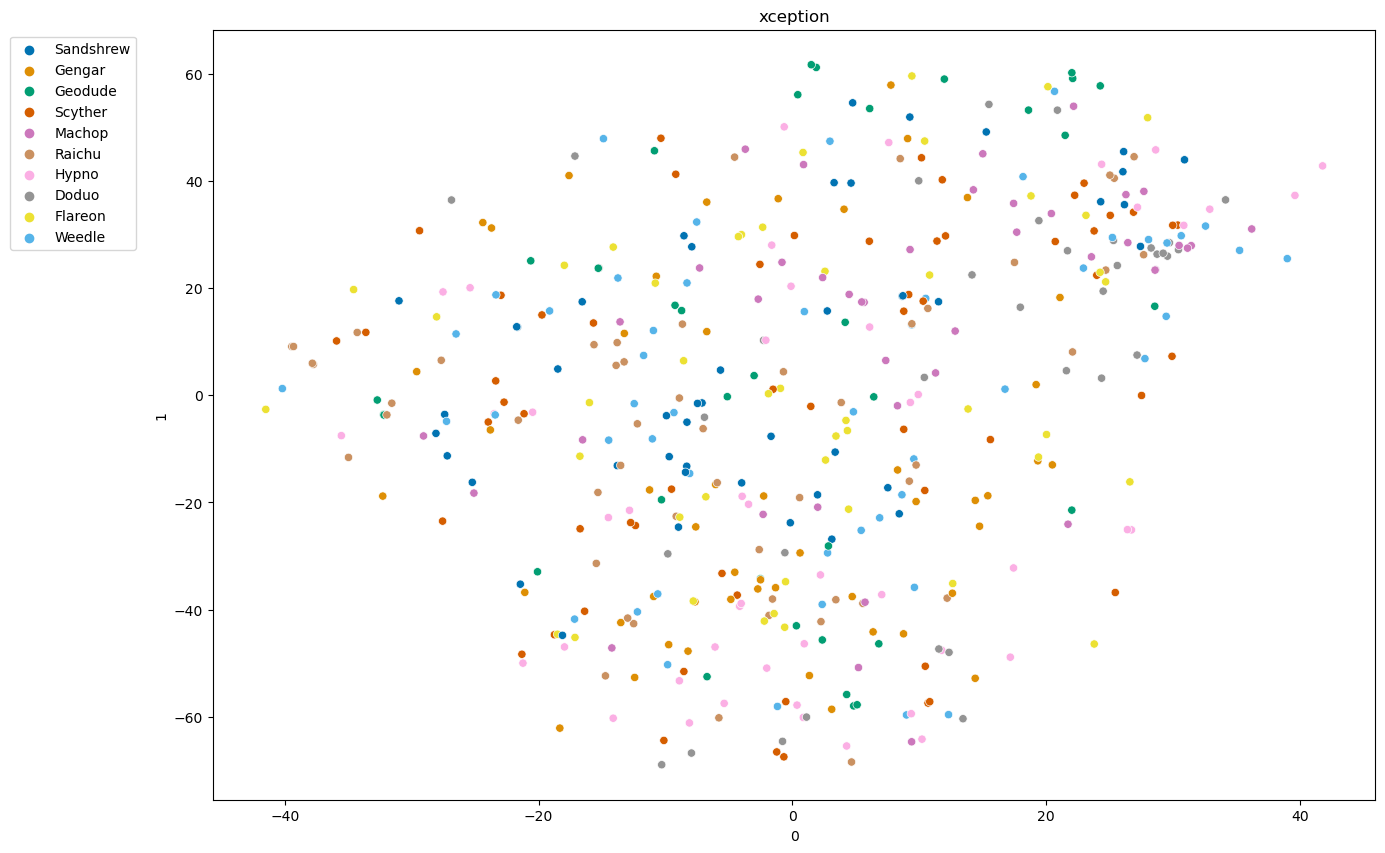 xception
Sandshrew
Gengar
Geodude
Scyther
Machop
Raichu
Hypno
Doduo
Flareon
Weedle
60
40
20
0
−20
−40
−60
1
−40
−20
0
20
40
0